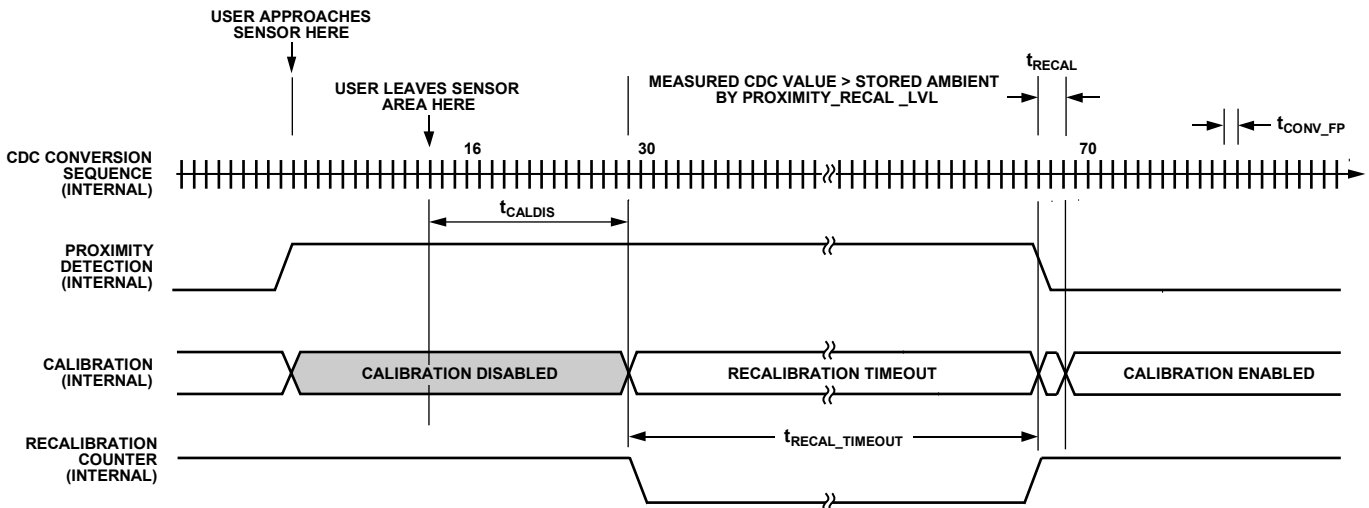 USER APPROACHES
SENSOR HERE
USER LEAVES SENSOR
AREA HERE
MEASURED CDC VALUE > STORED AMBIENT
BY PROXIMITY_RECAL _LVL
tRECAL
tCONV_FP
CDC CONVERSION
SEQUENCE
(INTERNAL)
16
30
70
tCALDIS
PROXIMITY
DETECTION
(INTERNAL)
CALIBRATION
(INTERNAL)
CALIBRATION DISABLED
RECALIBRATION TIMEOUT
CALIBRATION ENABLED
RECALIBRATION
COUNTER
(INTERNAL)
tRECAL_TIMEOUT